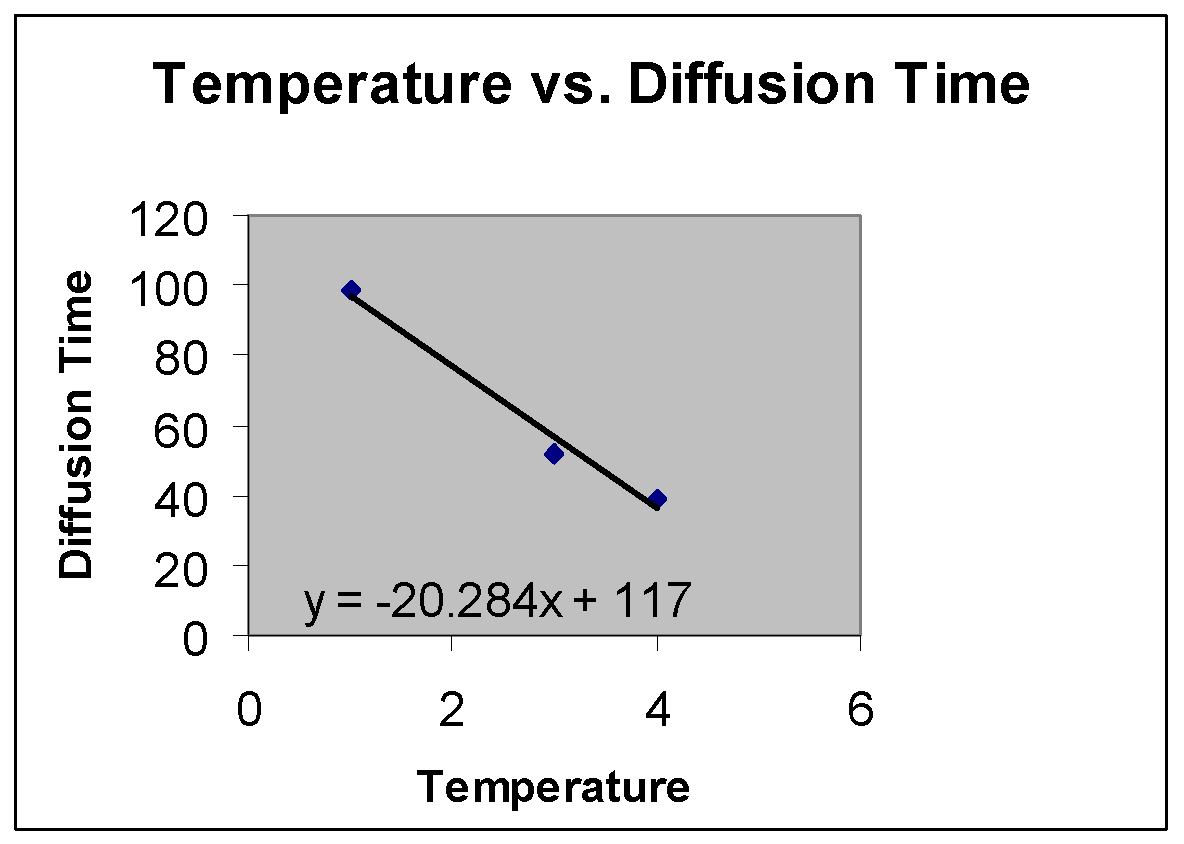 Temperature vs. Diffusion Time
120
100
80
60
40
20
0
Diffusion Time
y = -20.284x + 117
0 2 4 6
Temperature